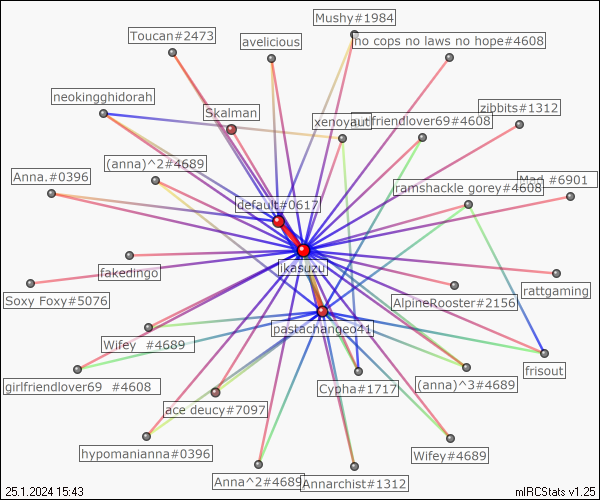 Mushy#1984
Toucan#2473
avelicious
no cops no laws no hope#4608
neokingghidorah
Skalman
xenoyaut
friendlover69#4608
zibbits#1312
(anna)^2#4689
Anna.#0396
Mad #6901
ramshackle gorey#4608
default#0617
ikasuzu
fakedingo
rattgaming
Soxy Foxy#5076
AlpineRooster#2156
pastachangeo41
Wifey #4689
frisout
girlfriendlover69 #4608
Cypha#1717
(anna)^3#4689
ace deucy#7097
hypomanianna#0396
Wifey#4689
Anna^2#4689
Annarchist#1312
25.1.2024 15:43
mIRCStats v1.25